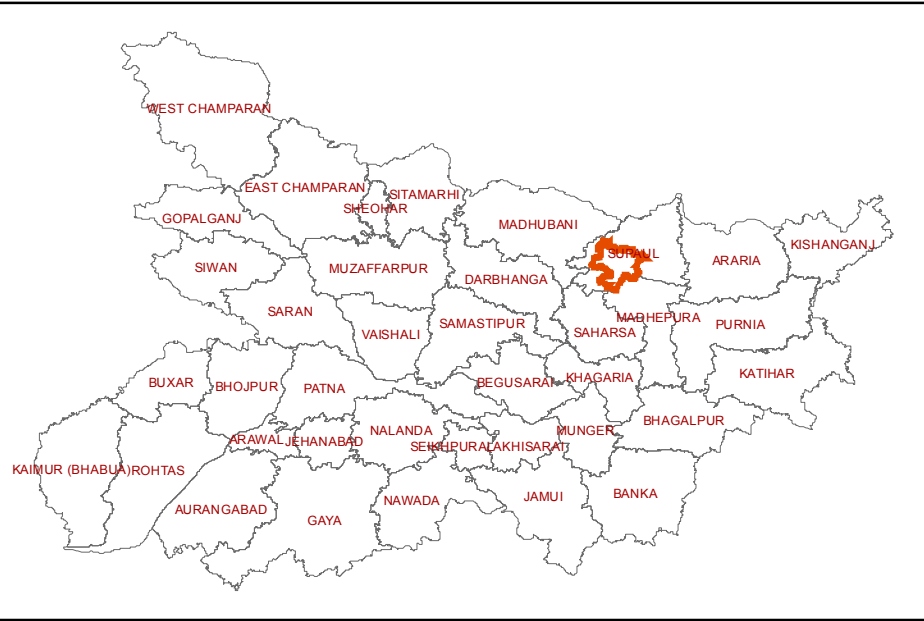 WEST CHAMPARAN
EAST CHAMPARAN
SITAMARHI
SHEOHAR
GOPALGANJ
MADHUBANI
KISHANGANJ
SUPAUL
ARARIA
SIWAN
MUZAFFARPUR
DARBHANGA
SARAN
MADHEPURA
PURNIA
SAMASTIPUR
VAISHALI
SAHARSA
KATIHAR
KHAGARIA
BUXAR
BHOJPUR
PATNA
BEGUSARAI
BHAGALPUR
NALANDA
MUNGER
ARAWAL
JEHANABAD
SEIKHPURA
LAKHISARAI
KAIMUR (BHABUA)
ROHTAS
BANKA
JAMUI
NAWADA
AURANGABAD
GAYA